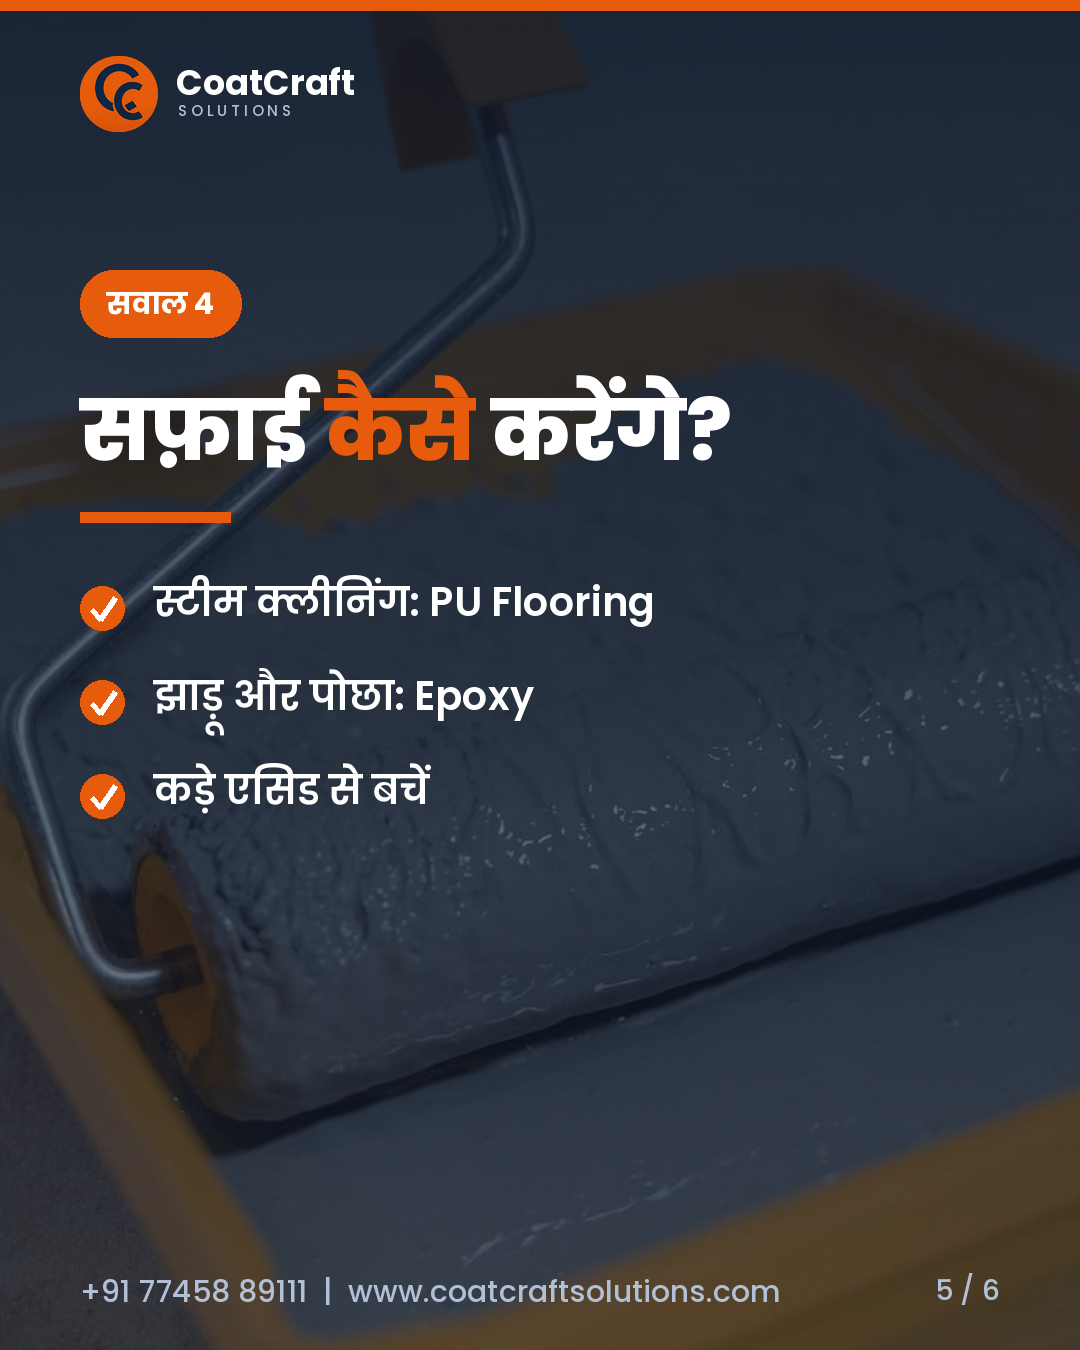 CoatCraft
SOLUTIONS
सवाल 4
सफ़ाई कैसे करेंगे?
स्टीम क्लीनिंग: PU Flooring
झाड़ू और पोछा: Epoxy
कड़े एसिड से बचें
+91 77458 89111 | www.coatcraftsolutions.com
5 / 6